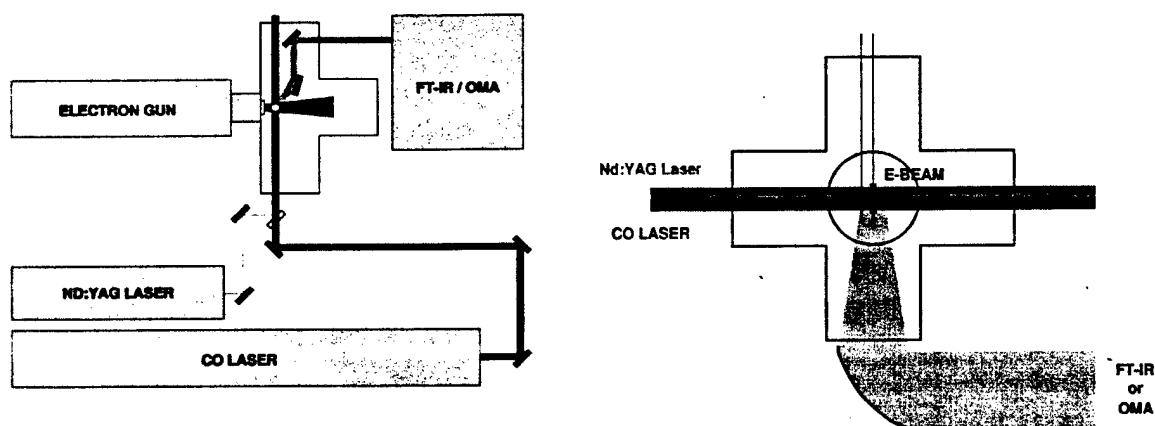 ELECTRON GUN
FT-IR / OMA
ND:YAG LASER
CO LASER
Nd:YAG Laser
E-BEAM
CO LASER
FT-IR
or
OMA